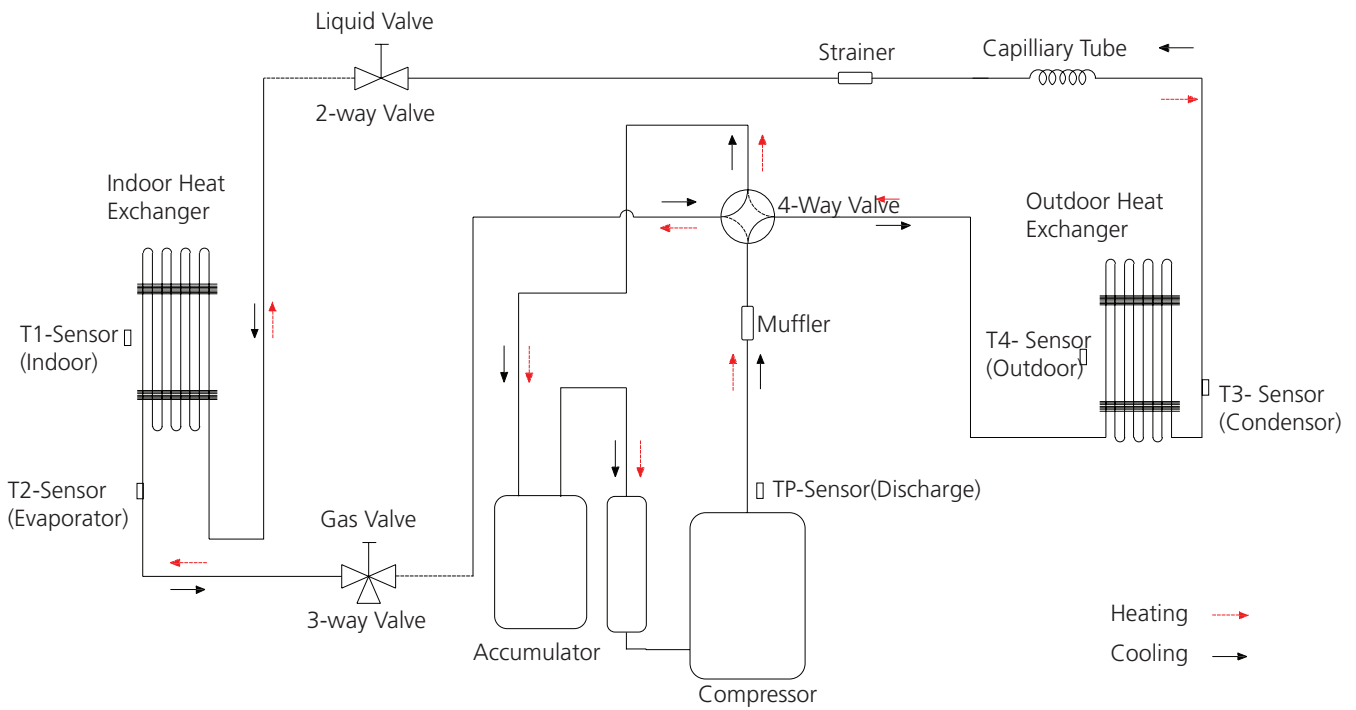 Liquid Valve
2-way Valve
Strainer
Capilliary Tube
Indoor Heat
Exchanger
4-Way Valve
Outdoor Heat
Exchanger
T1-Sensor
(Indoor)
Muffler
T4- Sensor
(Outdoor)
T3- Sensor
(Condensor)
T2-Sensor
(Evaporator)
TP-Sensor(Discharge)
Gas Valve
3-way Valve
Accumulator
Compressor
Heating
Cooling